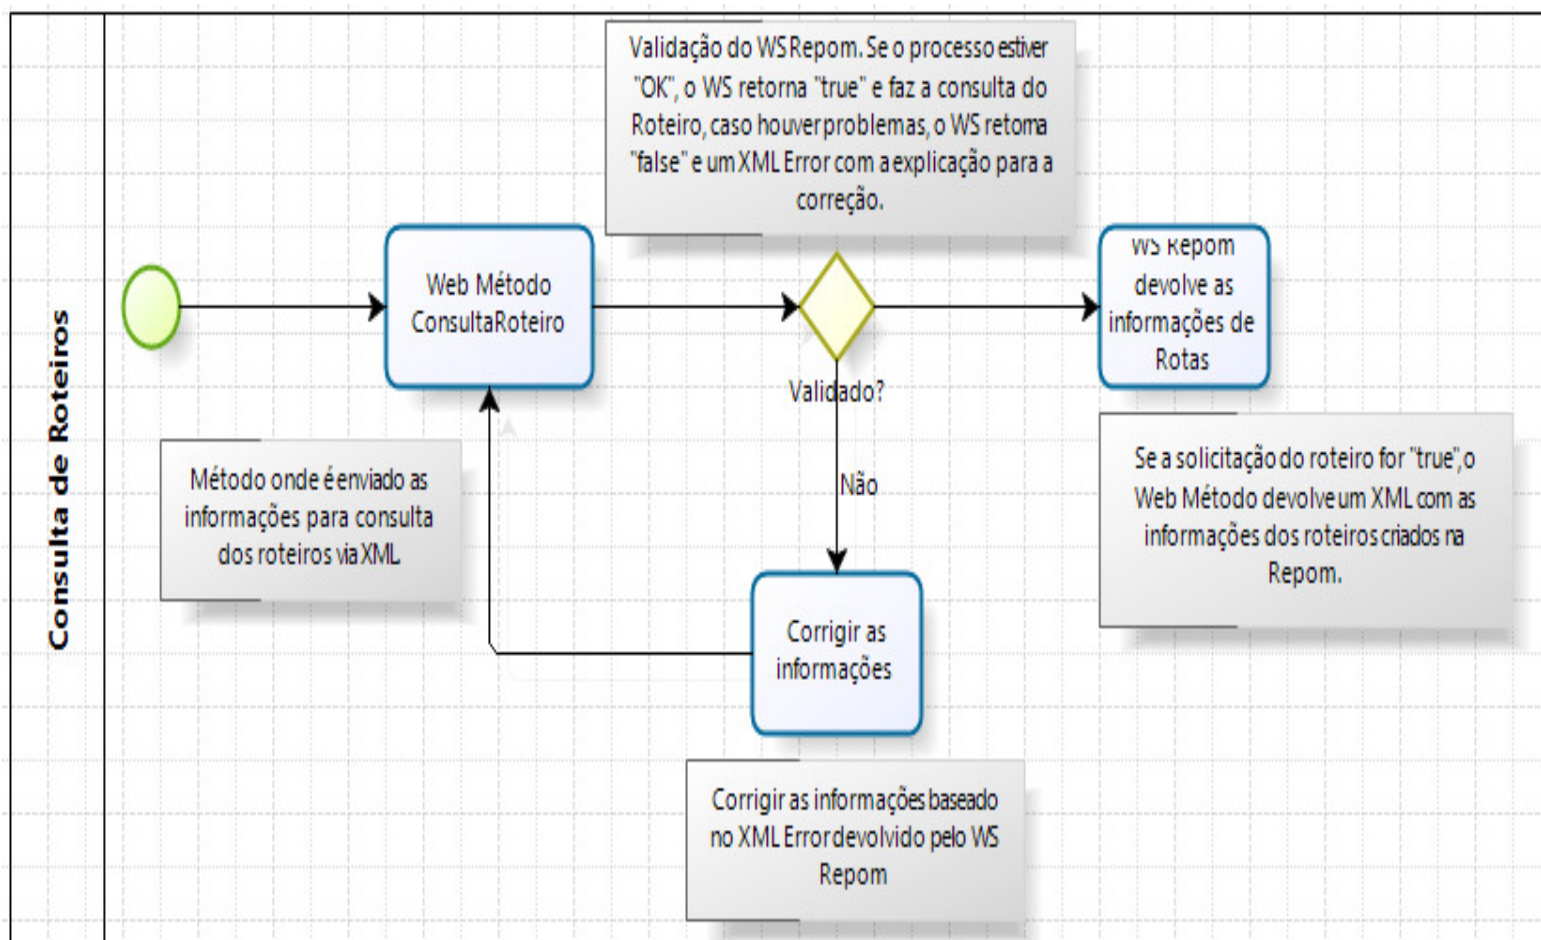 Consulta de Roteiros
Validação do WS Repom. Se o processo estiver
"OK", o WS retorna "true" e faz a consulta do
Roteiro, caso houver problemas, o WS retorna
"false" e um XML Error com a explicação para a
correção.
Web Método
ConsultaRoteiro
WS Repom
devolve as
informações de
Rotas
Validado?
Não
Método onde é enviado as
informações para consulta
dos roteiros via XML
Se a solicitação do roteiro for "true", o
Web Método devolve um XML com as
informações dos roteiros criados na
Repom.
Corrigir as
informações
Corrigir as informações baseado
no XML Error devolvido pelo WS
Repom